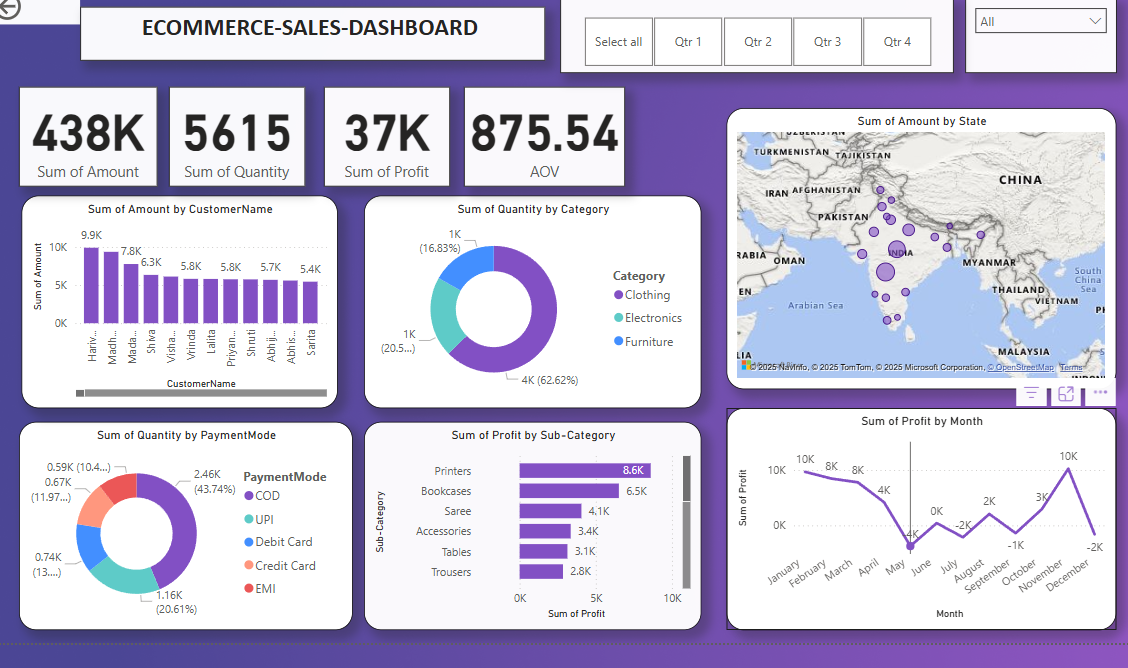 ECOMMERCE-SALES-DASHBOARD
Select all
Qtr 1
Qtr 2
Qtr 3
Qtr 4
All
438K
Sum of Amount
5615
Sum of Quantity
37K
Sum of Profit
875.54
AOV
Sum of Amount by CustomerName
Sum of Amount
10K
5K
0K
9.9K
7.8K
6.3K
5.8K
5.8K
5.7K
5.4K
Hariv...
Madh...
Mada...
Shiva
Visha...
Vrinda
Lalita
Priyan...
Shruti
Abhij...
Abhis...
Sarita
CustomerName
Sum of Quantity by Category
1K
(16.83%)
1K
(20.5...)
4K (62.62%)
Category
Clothing
Electronics
Furniture
Sum of Amount by State
UZBEKISTAN
TURKMENISTAN
TAJIKISTAN
CHINA
IRAN
AFGHANISTAN
PAKISTAN
RABIA
OMAN
INDIA
MYANMAR
EN
THAILAND
South
China
Sea
VIETNAM
Arabian Sea
PH
LIA
MALAYSIA
© 2025 NavInfo, © 2025 TomTom, © 2025 Microsoft Corporation, © OpenStreetMap Terms
Sum of Quantity by PaymentMode
0.59K (10.4...)
0.67K
(11.97...)
0.74K
(13....)
2.46K
(43.74%)
1.16K
(20.61%)
PaymentMode
COD
UPI
Debit Card
Credit Card
EMI
Sum of Profit by Sub-Category
Sub-Category
Printers 8.6K
Bookcases 6.5K
Saree 4.1K
Accessories 3.4K
Tables 3.1K
Trousers 2.8K
0K
5K
10K
Sum of Profit
Sum of Profit by Month
Sum of Profit
10K
0K
10K
8K
8K
4K
-4K
0K
-2K
2K
-1K
3K
10K
-2K
January
February
March
April
May
June
July
August
September
October
November
December
Month